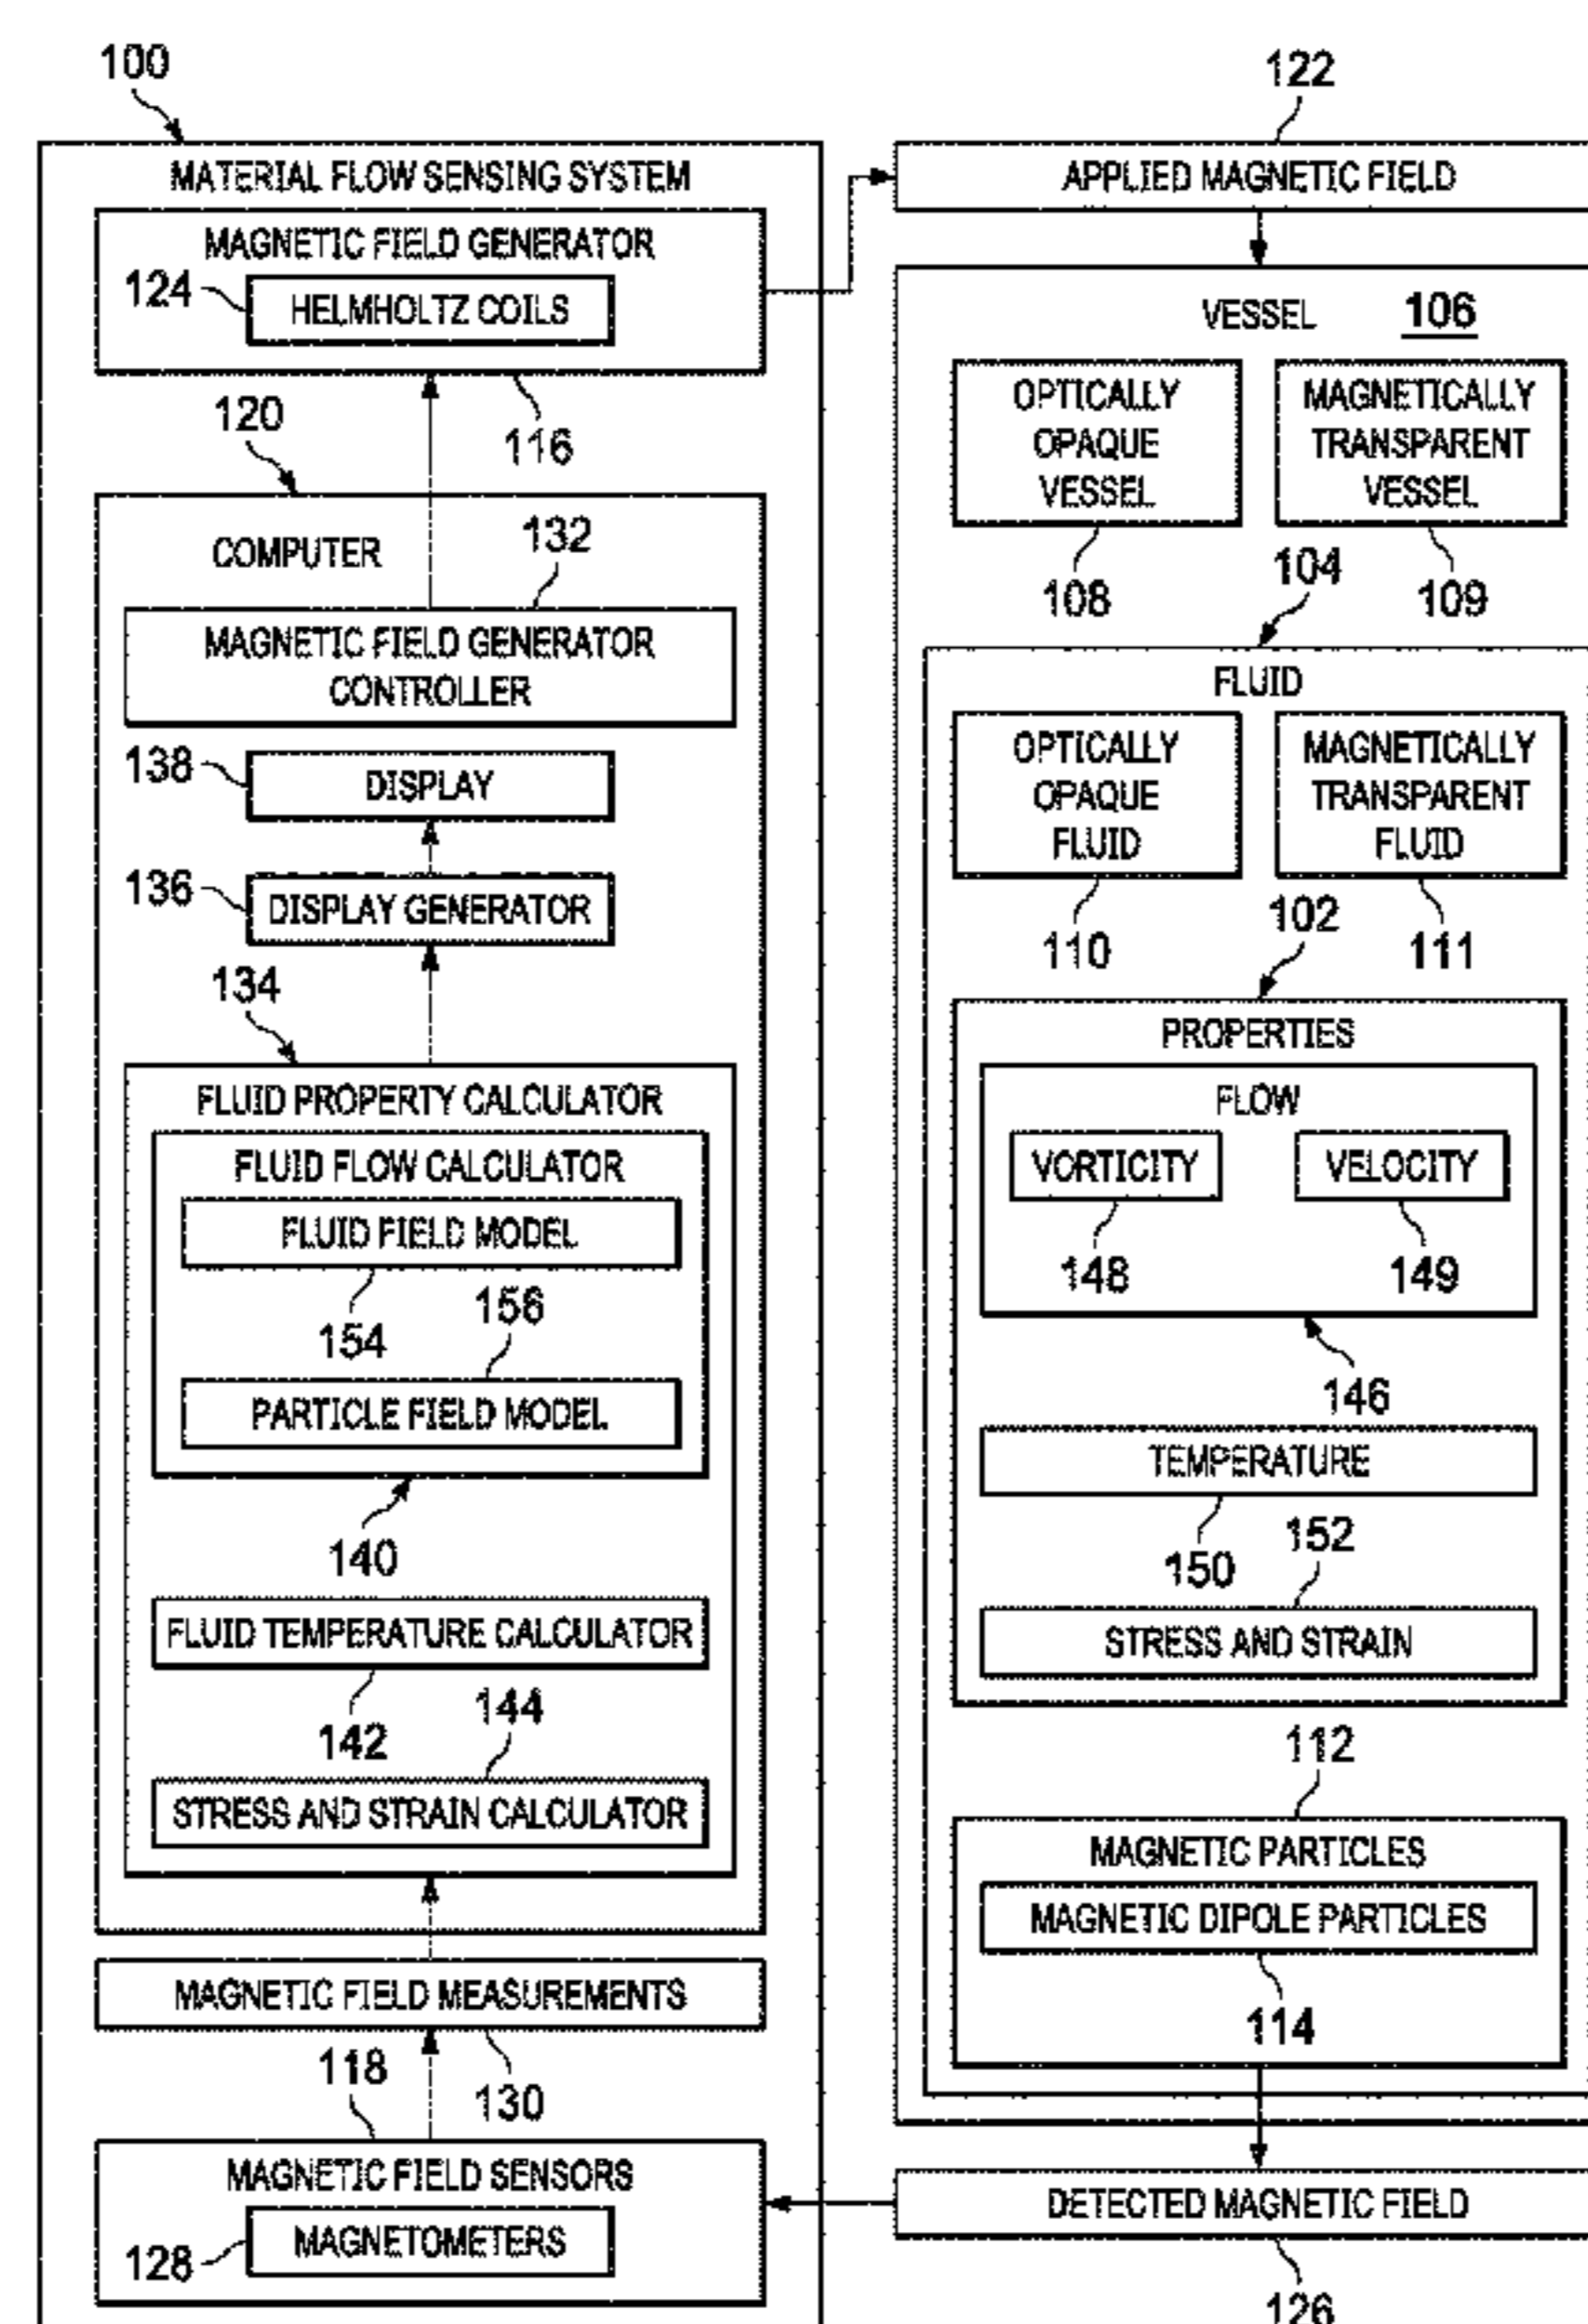 100
MATERIAL FLOW SENSING SYSTEM
MAGNETIC FIELD GENERATOR
124
HELMHOLTZ COILS
116
120
COMPUTER
132
MAGNETIC FIELD GENERATOR
CONTROLLER
138
DISPLAY
136
DISPLAY GENERATOR
134
FLUID PROPERTY CALCULATOR
FLUID FLOW CALCULATOR
FLUID FIELD MODEL
154
156
PARTICLE FIELD MODEL
140
FLUID TEMPERATURE CALCULATOR
142
144
STRESS AND STRAIN CALCULATOR
MAGNETIC FIELD MEASUREMENTS
130
118
MAGNETIC FIELD SENSORS
128
MAGNETOMETERS
122
APPLIED MAGNETIC FIELD
VESSEL
106
OPTICALLY
OPAQUE
VESSEL
108
MAGNETICALLY
TRANSPARENT
VESSEL
109
104
FLUID
OPTICALLY
OPAQUE
FLUID
110
MAGNETICALLY
TRANSPARENT
FLUID
111
102
PROPERTIES
FLOW
VORTICITY
148
VELOCITY
149
146
TEMPERATURE
150
152
STRESS AND STRAIN
112
MAGNETIC PARTICLES
MAGNETIC DIPOLE PARTICLES
114
DETECTED MAGNETIC FIELD
126